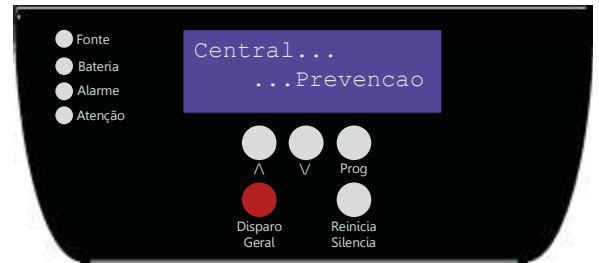 Fonte
Bateria
Alarme
Atenção
Central...
...Prevencao
Λ V Prog
Disparo Reinicia
Geral Silencia